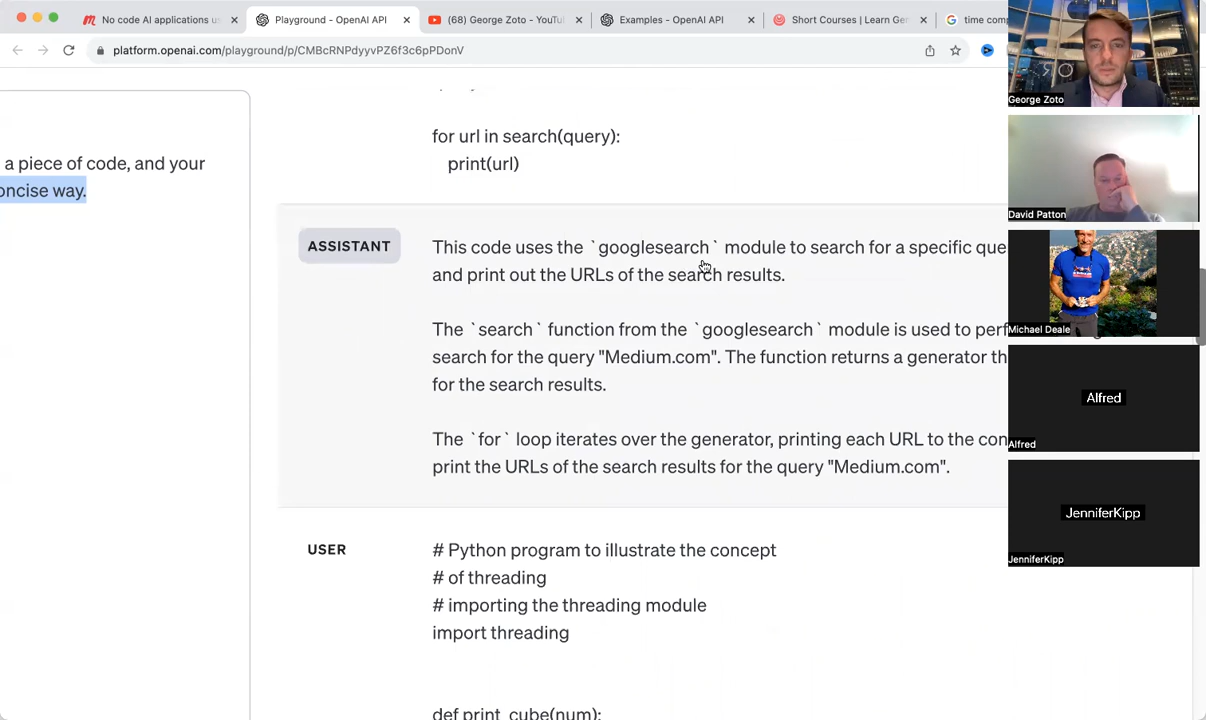 No code AI applications u
Playground - OpenAI API
(68) George Zoto - YouTu
Examples - OpenAI API
Short Courses | Learn Ge
time comp
platform.openai.com/playground/p/CMBcRNPdyyvPZ6f3c6pPDonV
a piece of code, and your
oncise way.
for url in search(query):
print(url)
ASSISTANT
This code uses the `googlesearch` module to search for a specific que
and print out the URLs of the search results.
The `search` function from the `googlesearch` module is used to perf
search for the query "Medium.com". The function returns a generator th
for the search results.
The `for` loop iterates over the generator, printing each URL to the con
print the URLs of the search results for the query "Medium.com".
USER
# Python program to illustrate the concept
# of threading
# importing the threading module
import threading
def print_cube(num):
George Zoto
David Patton
Michael Deale
Alfred
Alfred
JenniferKipp
JenniferKipp